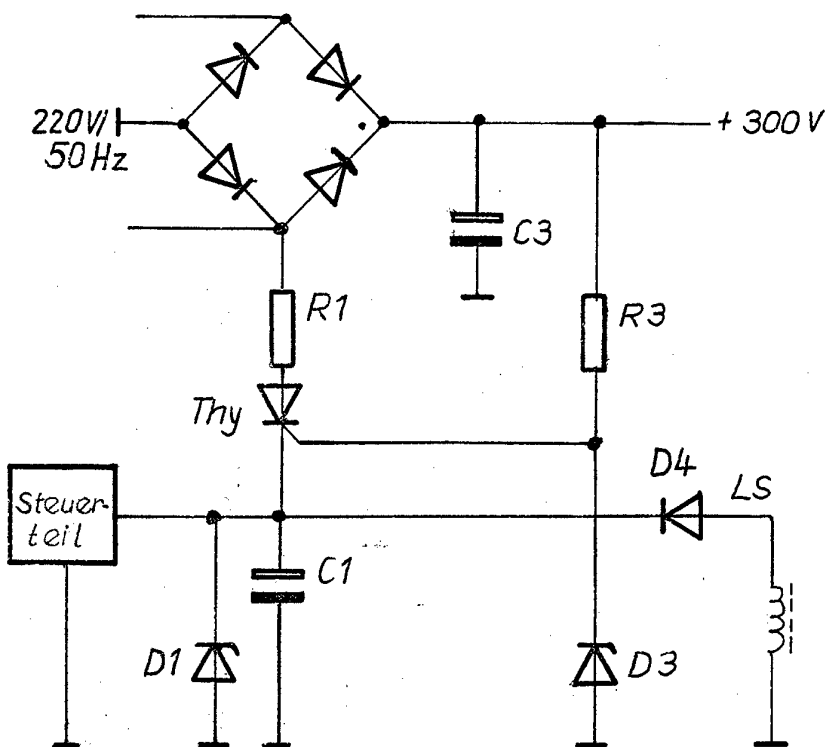 220V/
50Hz
+ 300V
C3
R1
R3
Thy
D4
LS
Steuer-
teil
C1
D1
D3